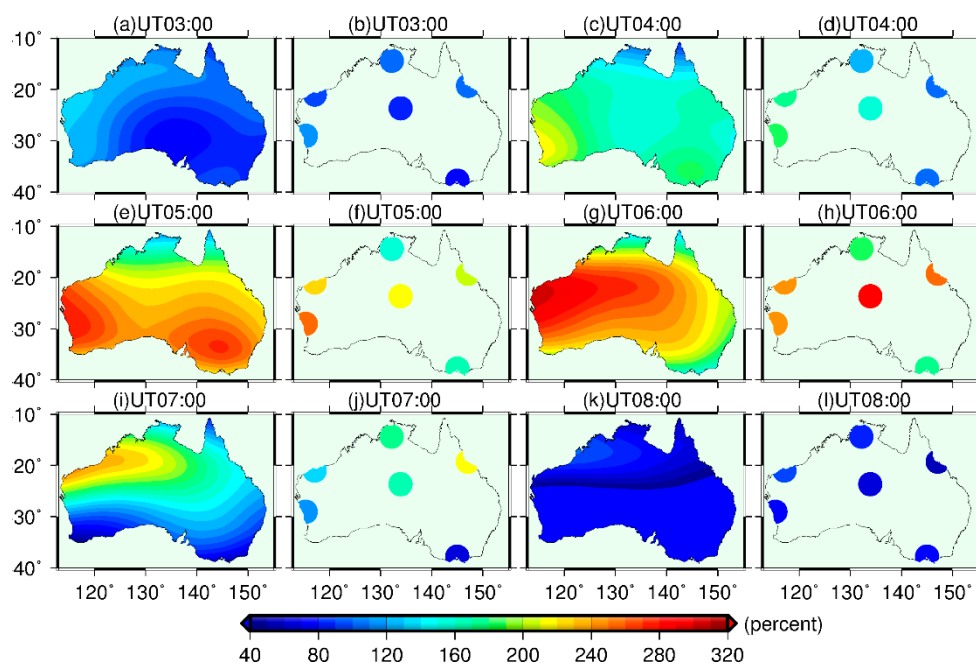 (a)UT03:00 (b)UT03:00 (c)UT04:00 (d)UT04:00
10°
20°
30°
40°
(e)UT05:00 (f)UT05:00 (g)UT06:00 (h)UT06:00
10°
20°
30°
40°
(i)UT07:00 (j)UT07:00 (k)UT08:00 (l)UT08:00
10°
20°
30°
40°
120° 130° 140° 150° 120° 130° 140° 150° 120° 130° 140° 150° 120° 130° 140° 150°
(percent)
40 80 120 160 200 240 280 320